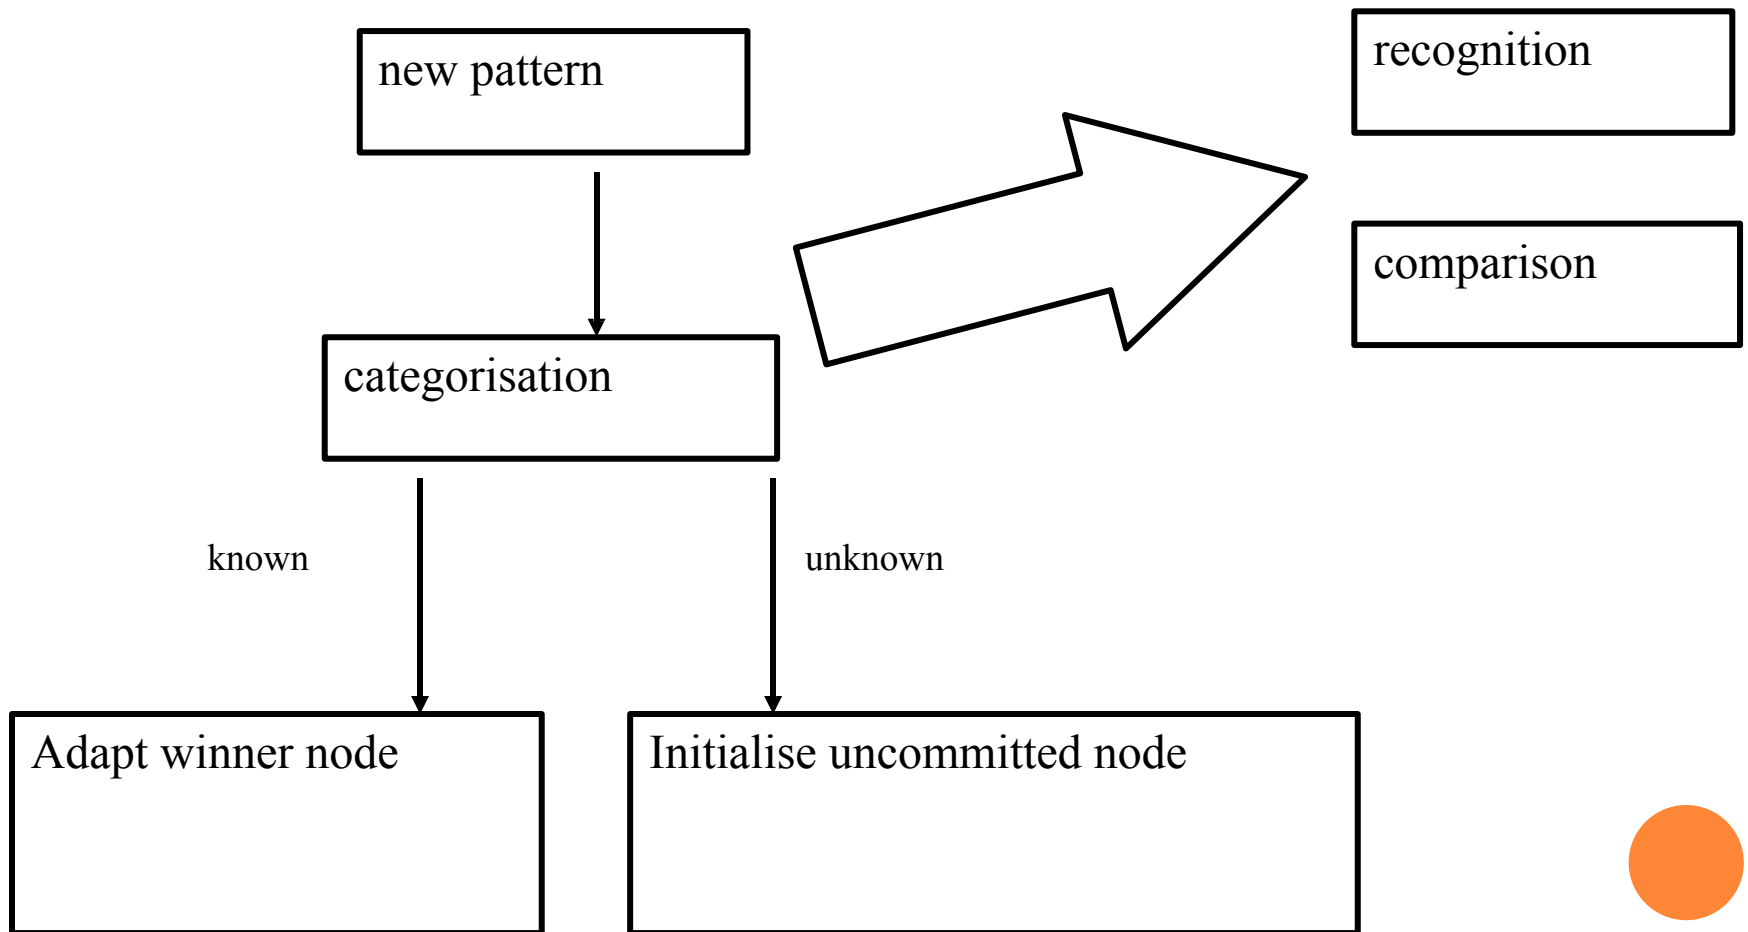 new pattern
recognition
comparison
categorisation
known
unknown
Adapt winner node
Initialise uncommitted node